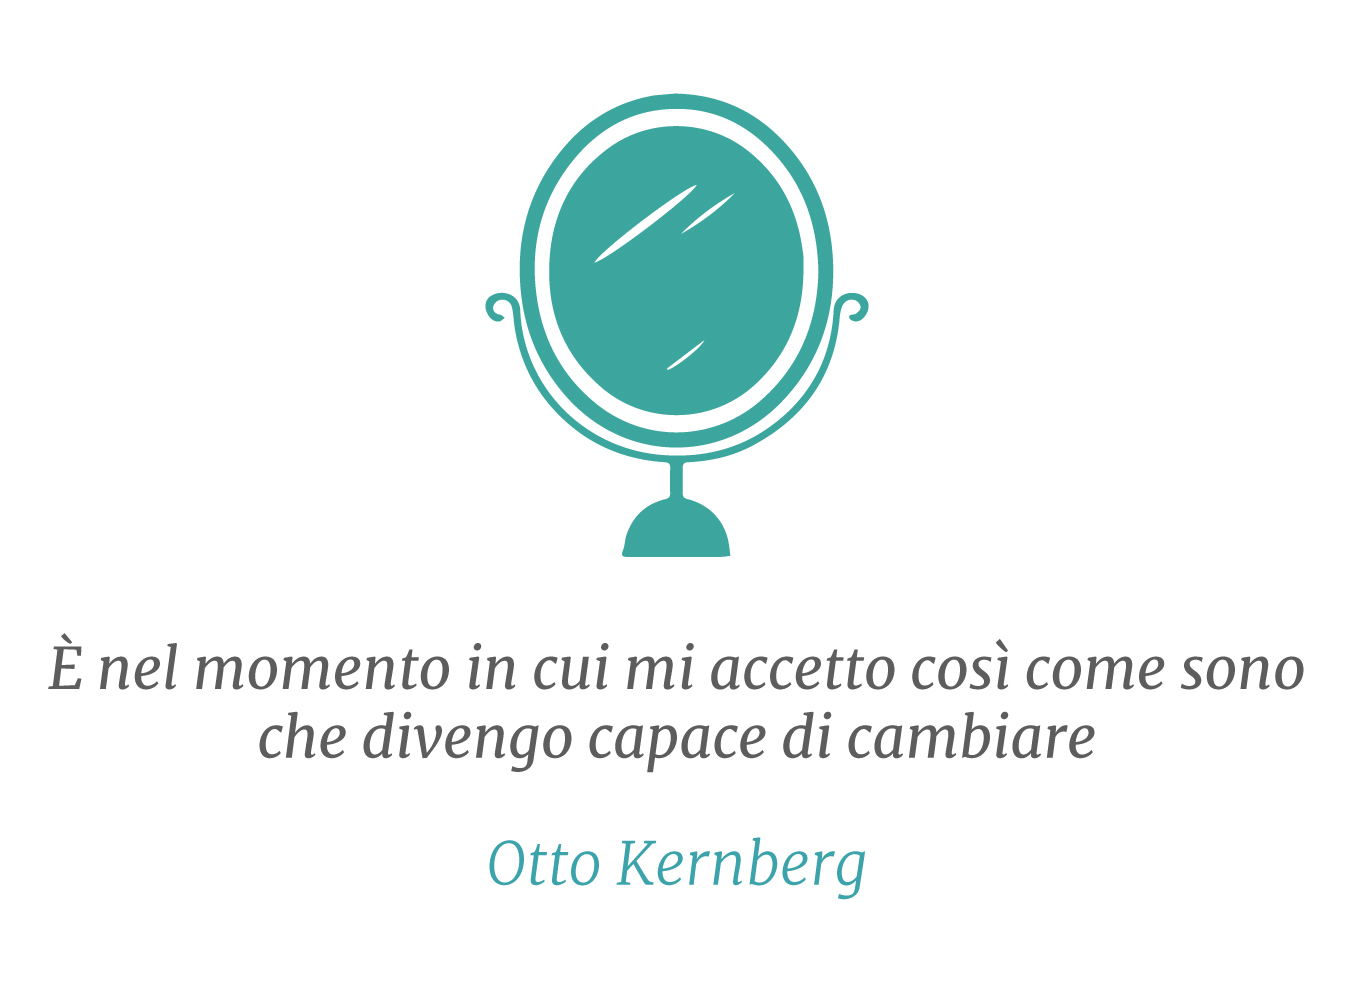 È nel momento in cui mi accetto così come sono
che divengo capace di cambiare
Otto Kernberg